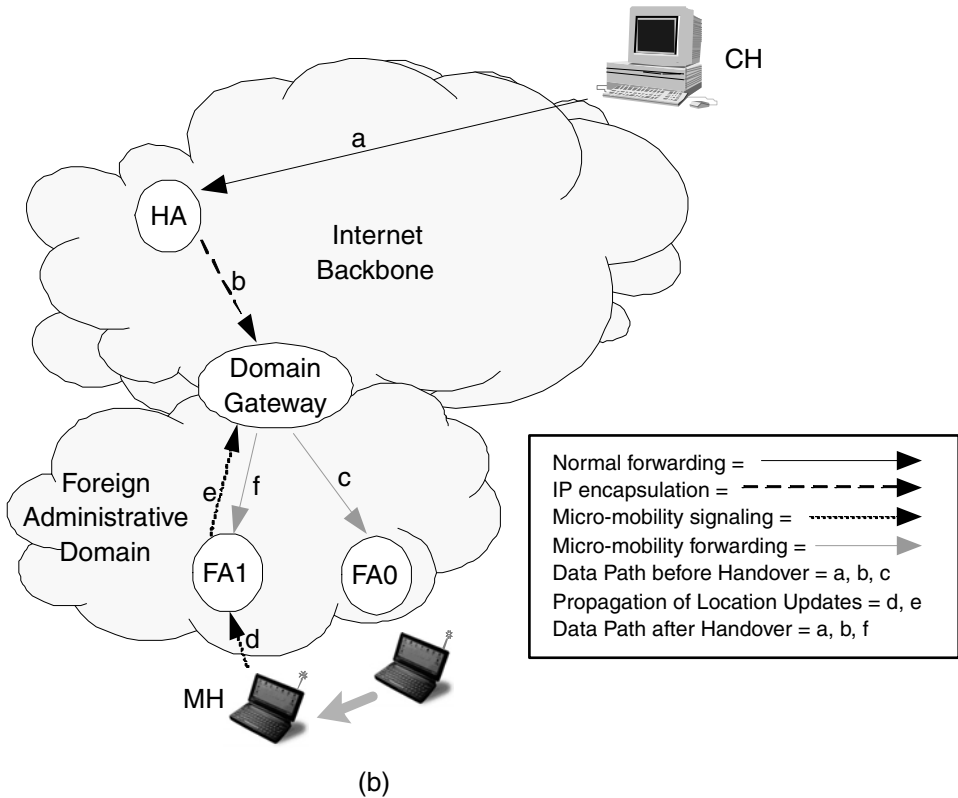 CH
a
HA
Internet
Backbone
b
Domain
Gateway
e
f
c
Foreign
Administrative
Domain
FA1
FA0
d
MH
Normal forwarding =
IP encapsulation =
Micro-mobility signaling =
Micro-mobility forwarding =
Data Path before Handover = a, b, c
Propagation of Location Updates = d, e
Data Path after Handover = a, b, f
(b)